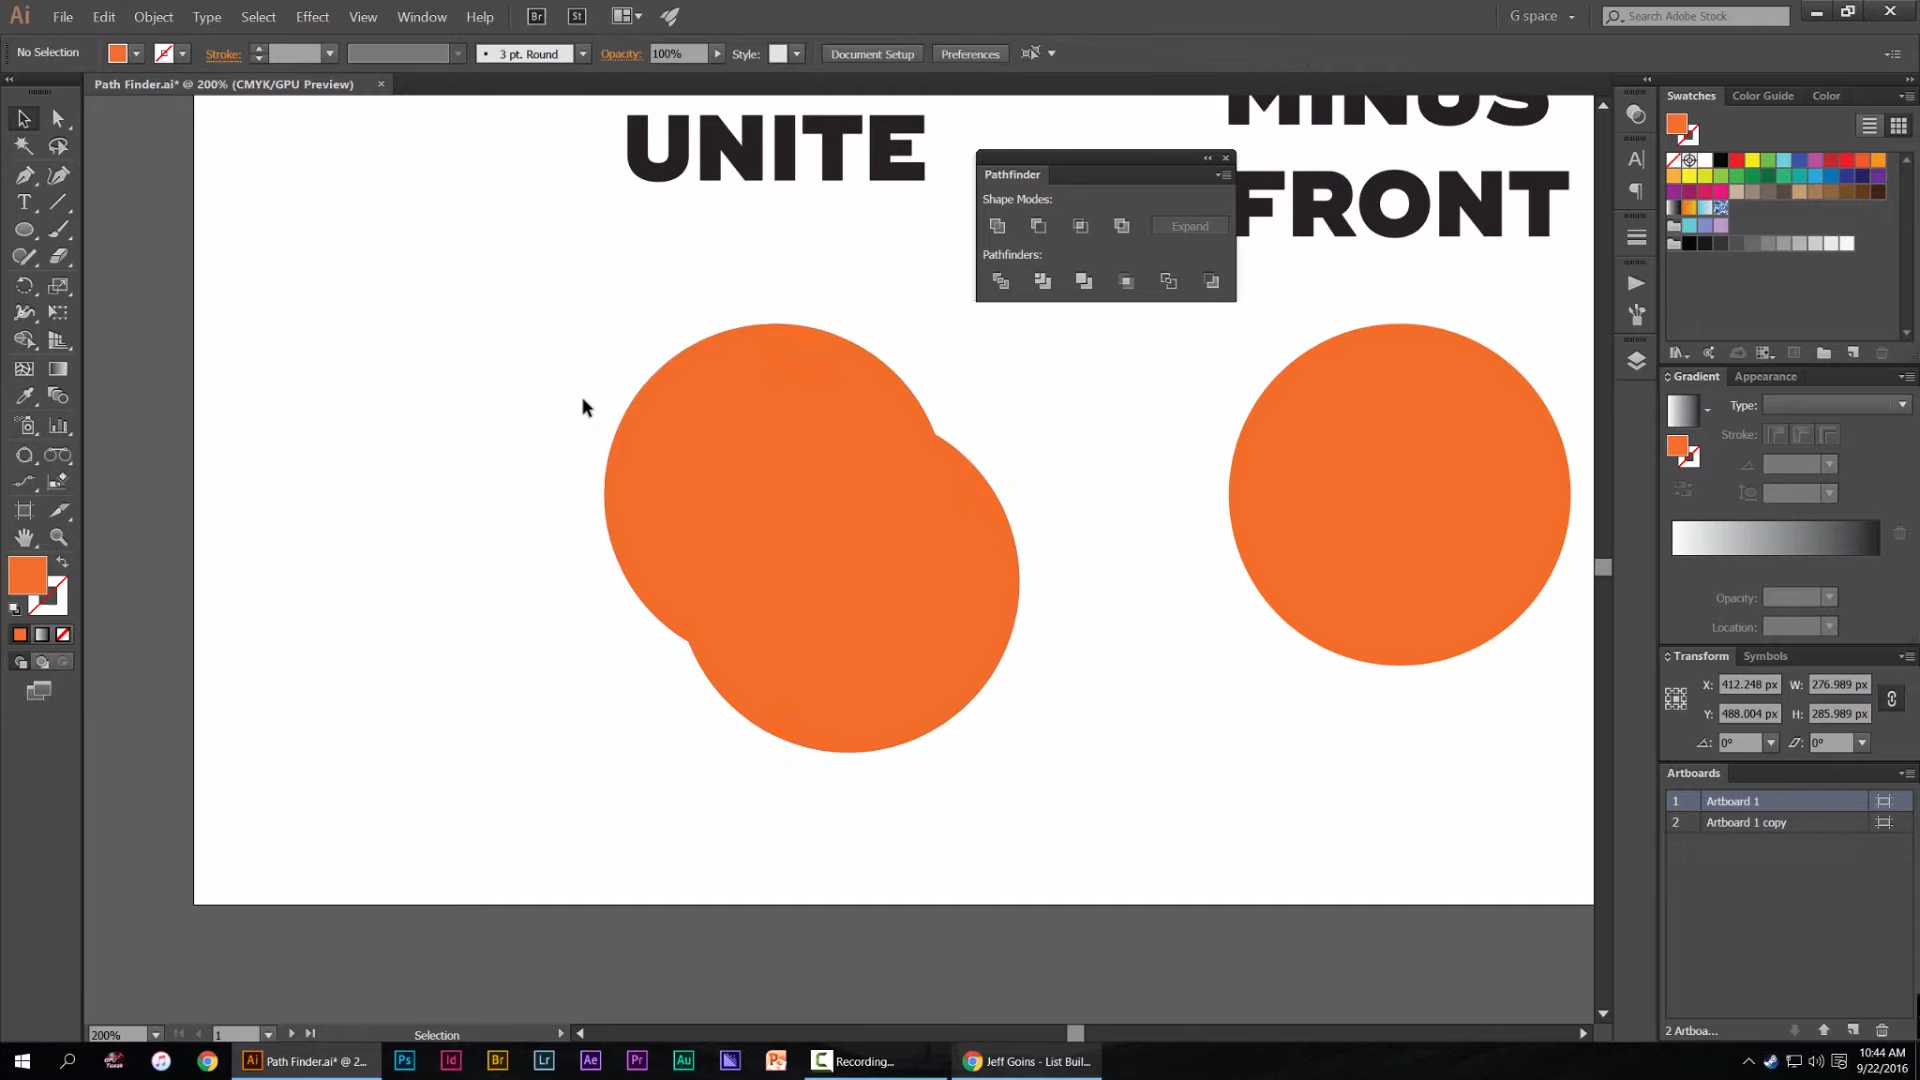 Ai File Edit Object Type Select Effect View Window Help Br St G space Search Adobe Stock
No Selection Stroke: 3 pt. Round Opacity: 100% Style: Document Setup Preferences
Path Finder.ai* @ 200% (CMYK/GPU Preview)
UNITE
MINUS
FRONT
Pathfinder
Shape Modes:
Expand
Pathfinders:
Swatches Color Guide Color
Gradient Appearance
Type:
Stroke:
Opacity:
Location:
Transform Symbols
X: 412.248 px W: 276.989 px
Y: 488.004 px H: 285.989 px
0° 0°
Artboards
1 Artboard 1
2 Artboard 1 copy
2 Artboa...
200% 1 Selection
Ai Path Finder.ai* @ 2... Ps Id Br Lr Ae Pr Au Recording... Jeff Goins - List Buil...
10:44 AM
9/22/2016